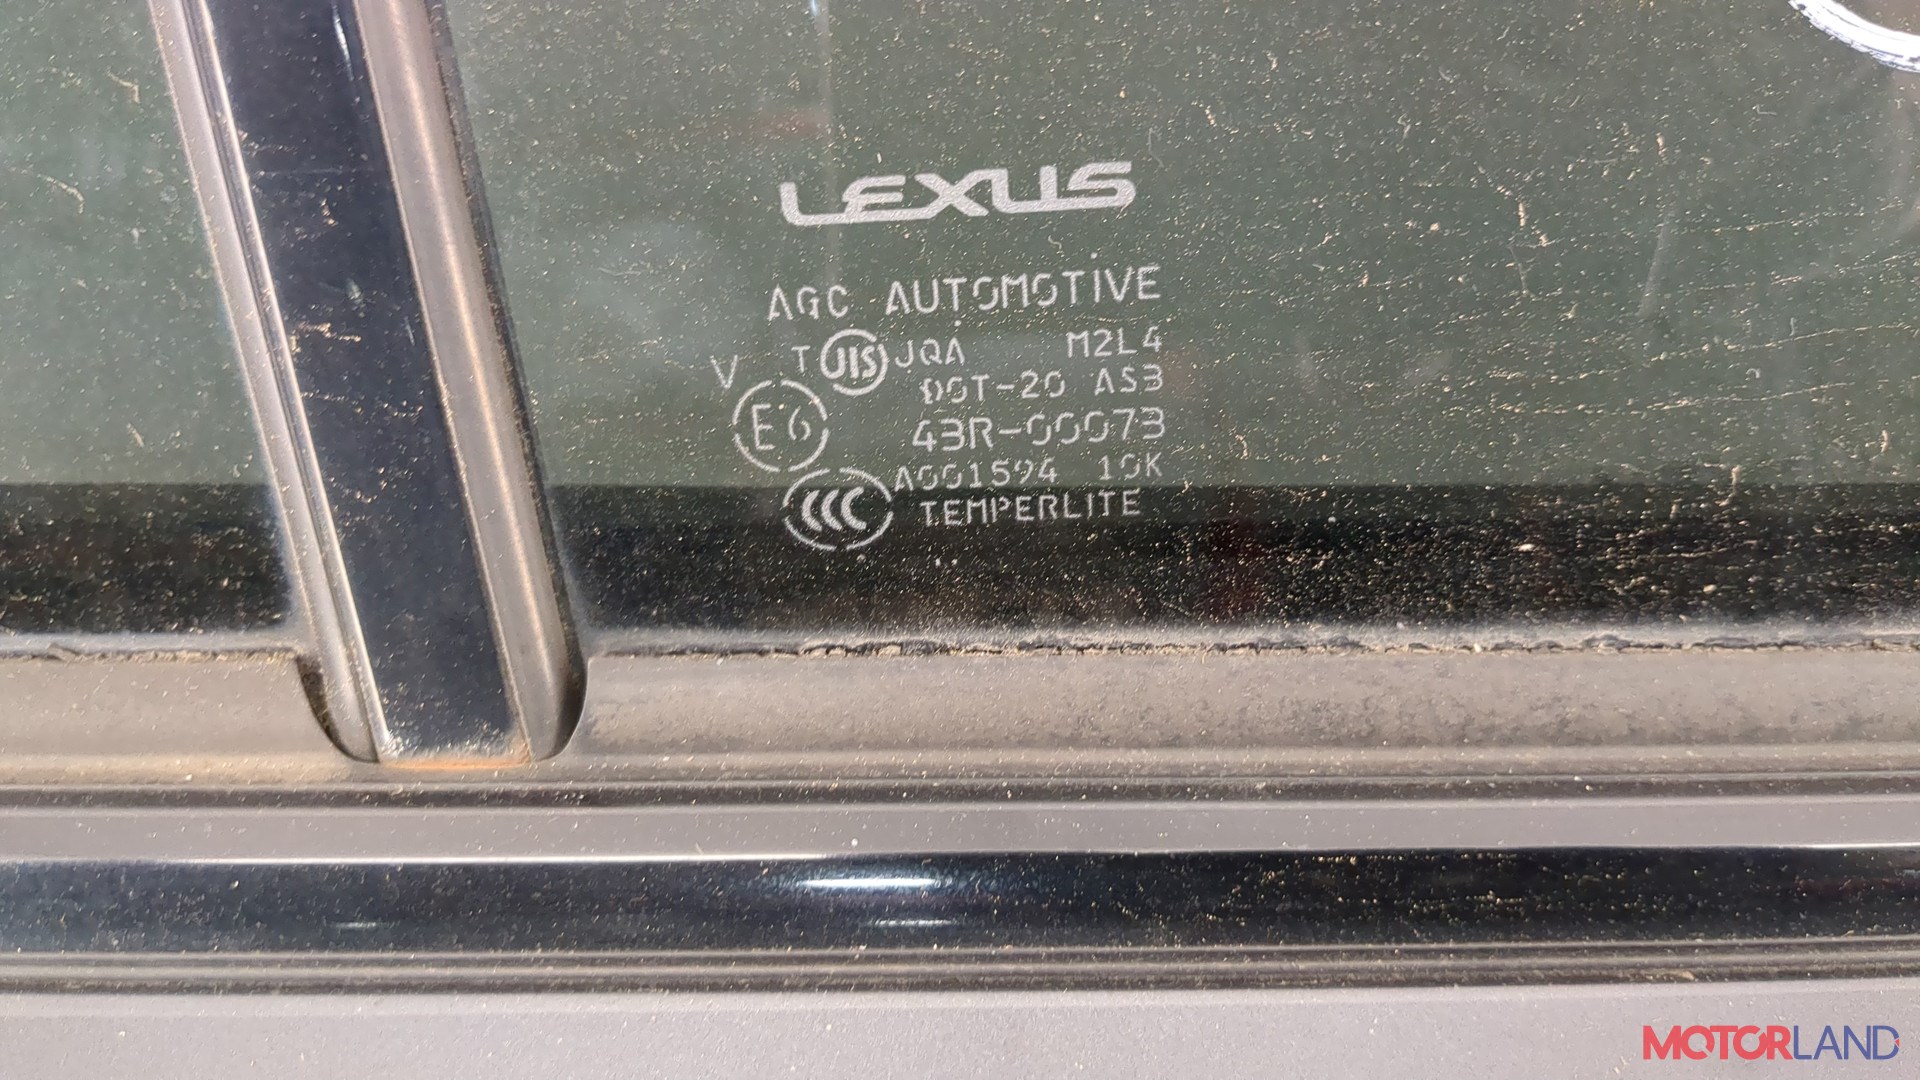 LEXUS
AGC AUTOMOTIVE
V T JIS JQA M2L4
DOT-20 AS3
E6 43R-00073
A001594 10K
CCC TEMPERLITE
MOTORLAND